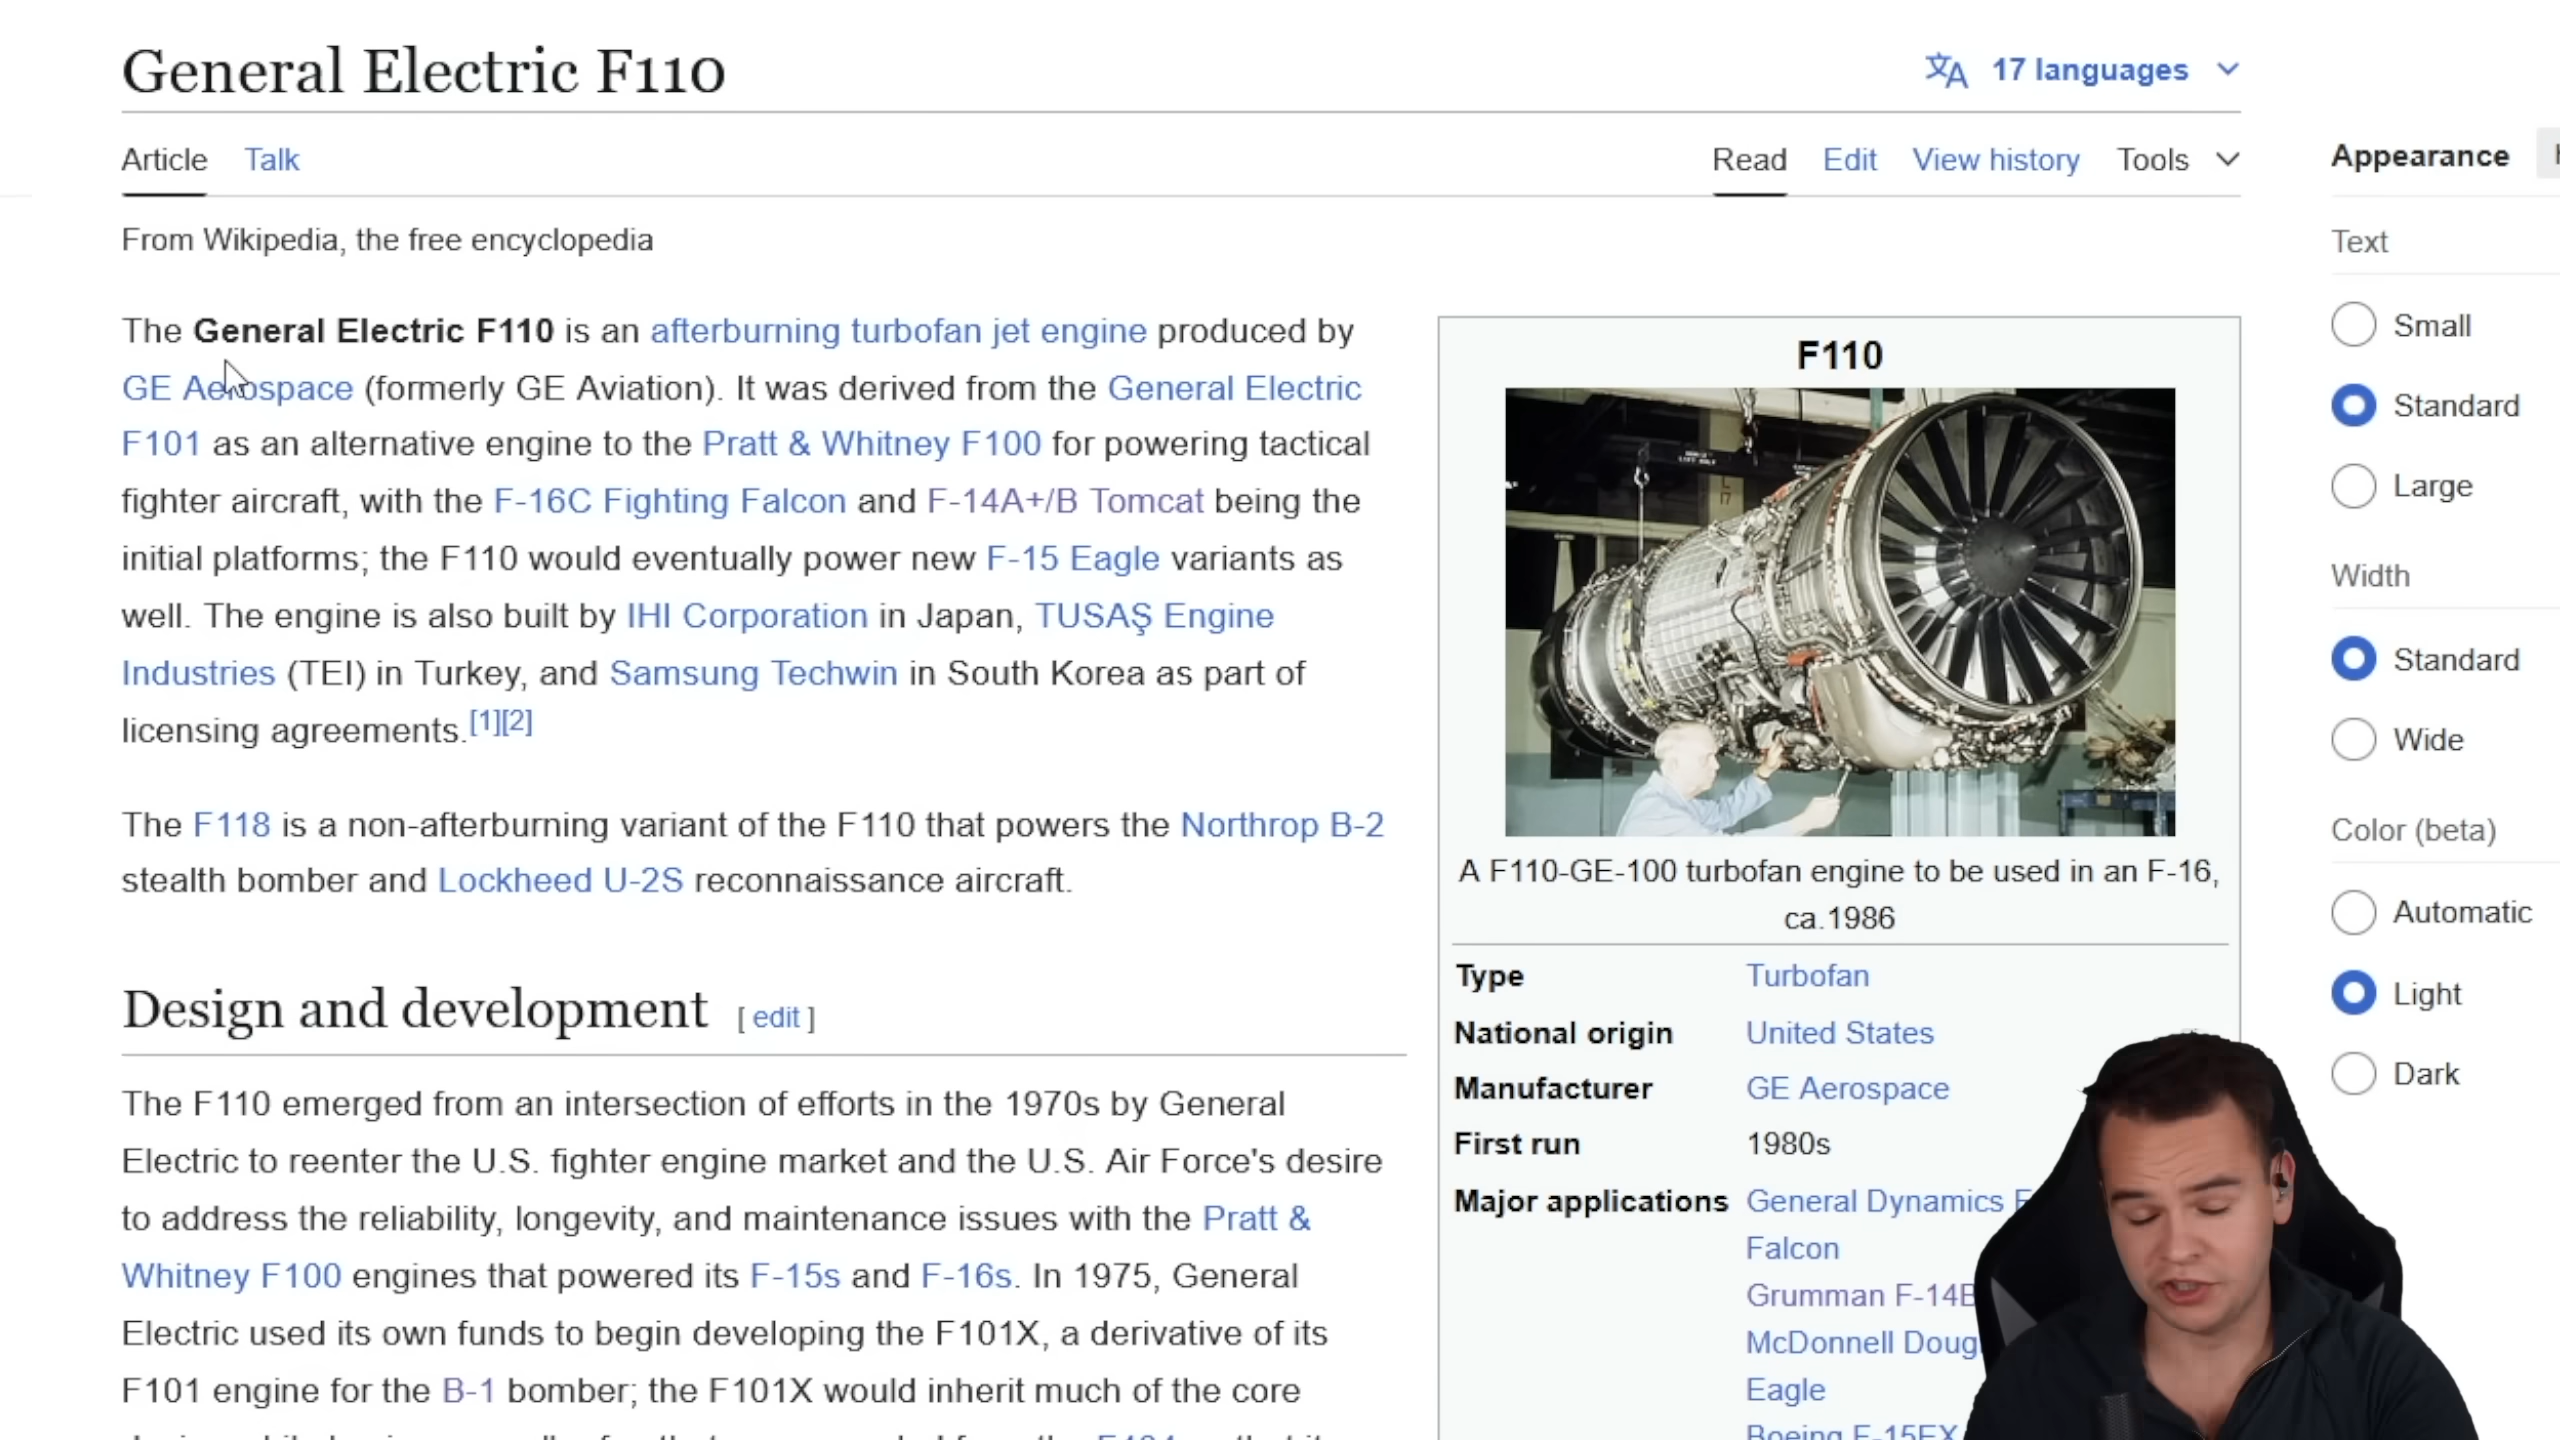 General Electric F110
17 languages
Article Talk
Read Edit View history Tools
From Wikipedia, the free encyclopedia
The General Electric F110 is an afterburning turbofan jet engine produced by
GE Aerospace (formerly GE Aviation). It was derived from the General Electric
F101 as an alternative engine to the Pratt & Whitney F100 for powering tactical
fighter aircraft, with the F-16C Fighting Falcon and F-14A+/B Tomcat being the
initial platforms; the F110 would eventually power new F-15 Eagle variants as
well. The engine is also built by IHI Corporation in Japan, TUSAŞ Engine
Industries (TEI) in Turkey, and Samsung Techwin in South Korea as part of
licensing agreements.[1][2]
The F118 is a non-afterburning variant of the F110 that powers the Northrop B-2
stealth bomber and Lockheed U-2S reconnaissance aircraft.
Design and development [ edit ]
The F110 emerged from an intersection of efforts in the 1970s by General
Electric to reenter the U.S. fighter engine market and the U.S. Air Force's desire
to address the reliability, longevity, and maintenance issues with the Pratt &
Whitney F100 engines that powered its F-15s and F-16s. In 1975, General
Electric used its own funds to begin developing the F101X, a derivative of its
F101 engine for the B-1 bomber; the F101X would inherit much of the core
F110
A F110-GE-100 turbofan engine to be used in an F-16,
ca.1986
Type Turbofan
National origin United States
Manufacturer GE Aerospace
First run 1980s
Major applications General Dynamics F
Falcon
Grumman F-14B
McDonnell Doug
Eagle
Boeing F-15EX
Appearance
Text
Small
Standard
Large
Width
Standard
Wide
Color (beta)
Automatic
Light
Dark